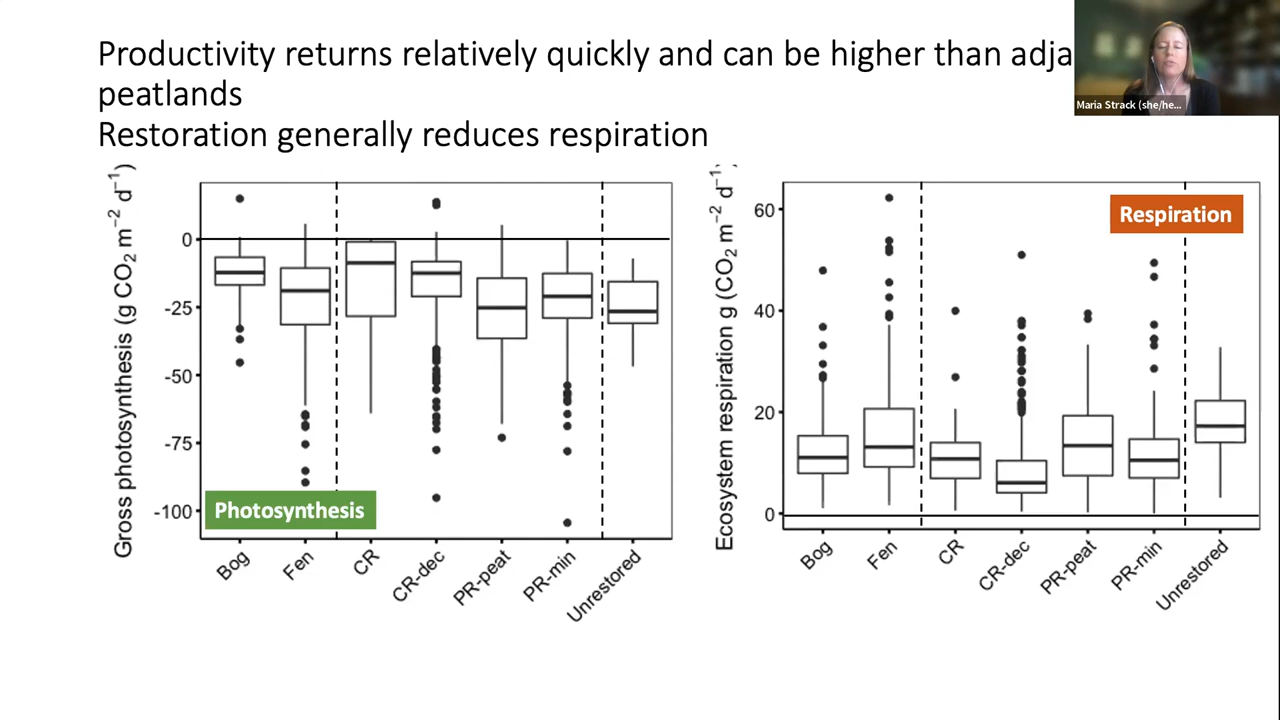 Productivity returns relatively quickly and can be higher than adja
peatlands
Restoration generally reduces respiration
Maria Strack (she/he...
Gross photosynthesis (g CO₂ m⁻² d⁻¹)
0
-25
-50
-75
-100
Photosynthesis
Bog
Fen
CR
CR-dec
PR-peat
PR-min
Unrestored
Ecosystem respiration g (CO₂ m⁻² d⁻¹)
60
40
20
0
Respiration
Bog
Fen
CR
CR-dec
PR-peat
PR-min
Unrestored